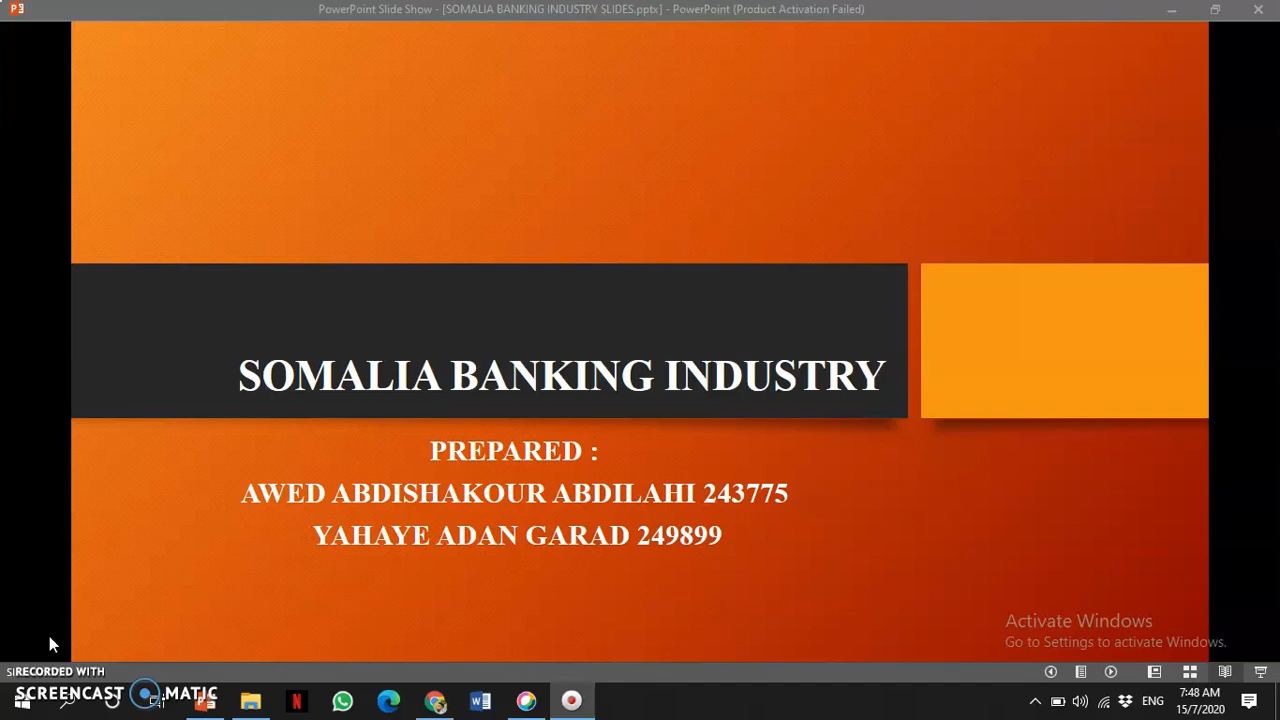 PowerPoint Slide Show - [SOMALIA BANKING INDUSTRY SLIDES.pptx] - PowerPoint (Product Activation Failed)
SOMALIA BANKING INDUSTRY
PREPARED :
AWED ABDISHAKOUR ABDILAHI 243775
YAHAYE ADAN GARAD 249899
Activate Windows
Go to Settings to activate Windows.
RECORDED WITH
SCREENCAST MATIC
ENG
7:48 AM
15/7/2020